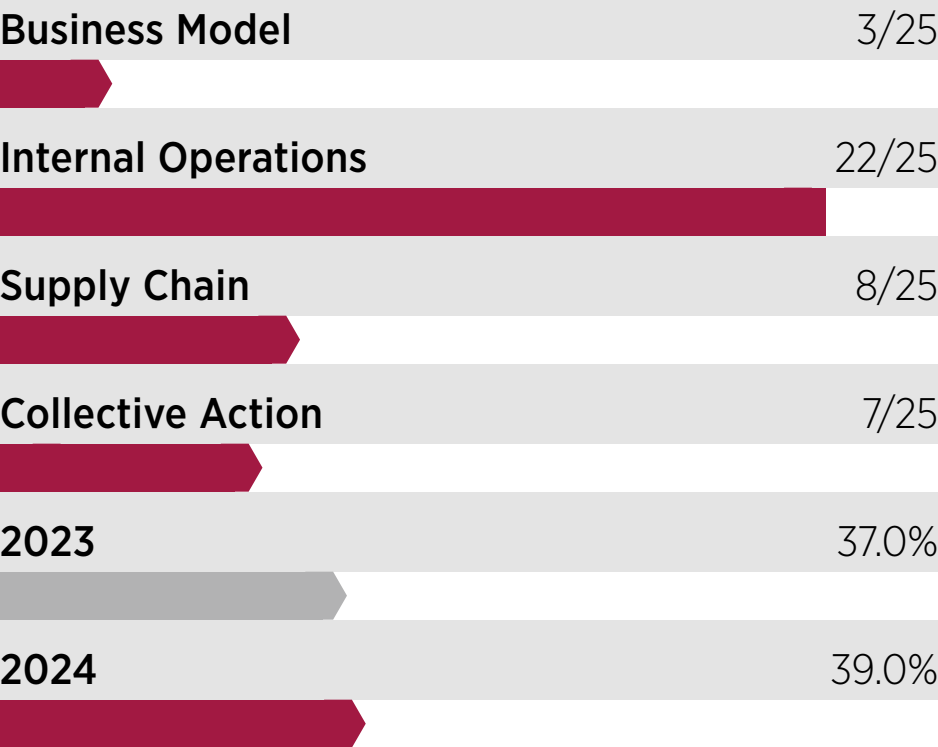 Business Model 3/25
Internal Operations 22/25
Supply Chain 8/25
Collective Action 7/25
2023 37.0%
2024 39.0%